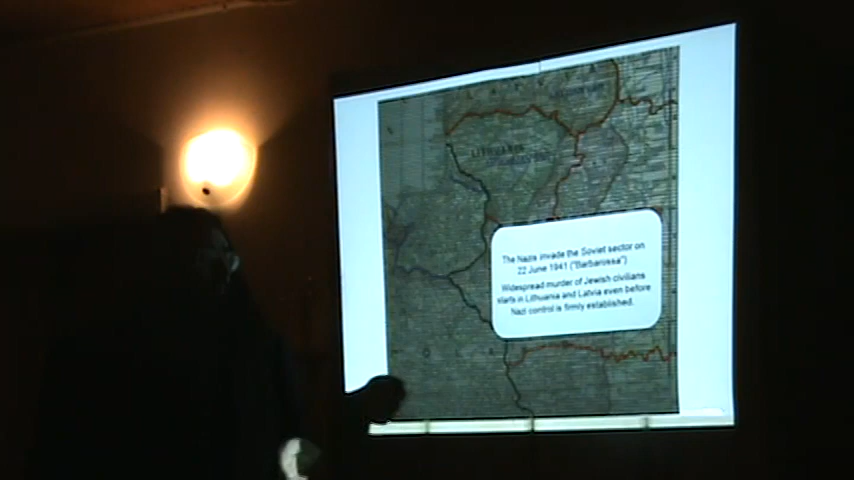 LITHUANIA
The Nazis invade the Soviet sector on
22 June 1941 ("Barbarossa")
Widespread murder of Jewish civilians
starts in Lithuania and Latvia even before
Nazi control is firmly established.